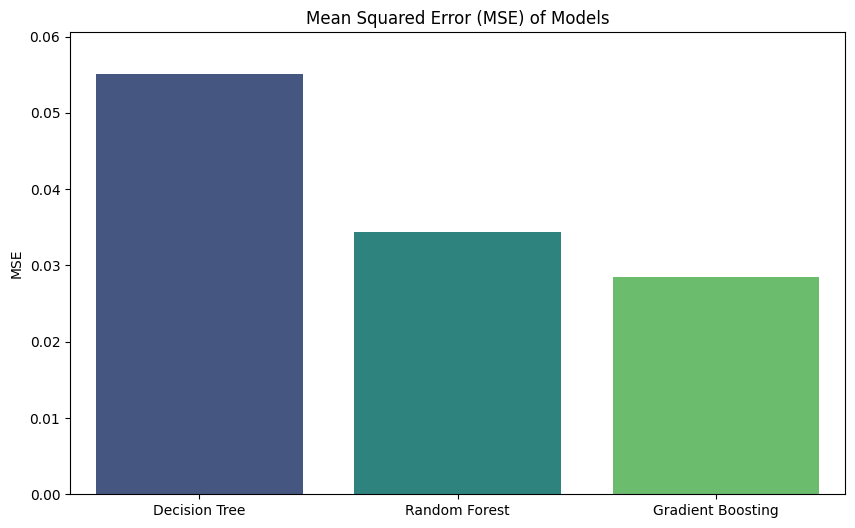 Mean Squared Error (MSE) of Models
MSE
0.06
0.05
0.04
0.03
0.02
0.01
0.00
Decision Tree
Random Forest
Gradient Boosting